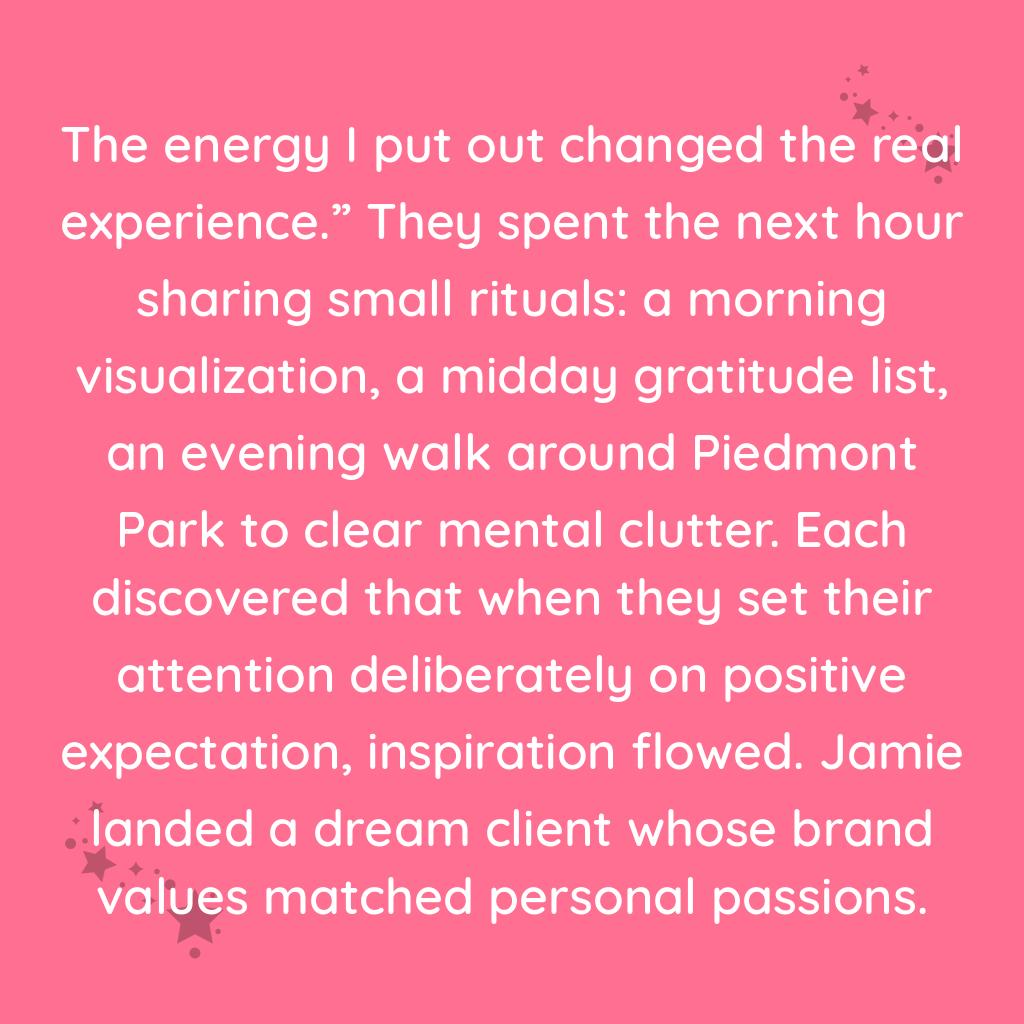 The energy I put out changed the real
experience.” They spent the next hour
sharing small rituals: a morning
visualization, a midday gratitude list,
an evening walk around Piedmont
Park to clear mental clutter. Each
discovered that when they set their
attention deliberately on positive
expectation, inspiration flowed. Jamie
landed a dream client whose brand
values matched personal passions.